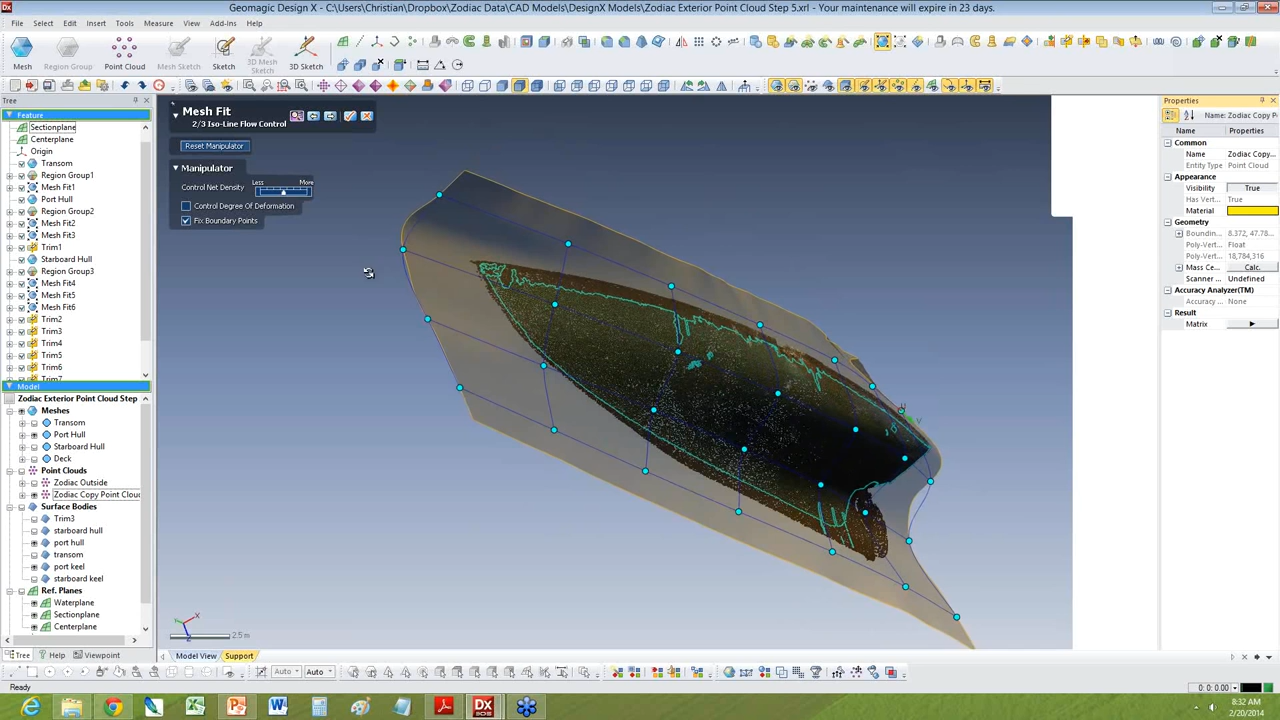 Geomagic Design X - C:\Users\Christian\Dropbox\Zodiac Data\CAD Models\DesignX Models\Zodiac Exterior Point Cloud Step 5.xrl - Your maintenance will expire in 23 days.
File Select Edit Insert Tools Measure View Add-Ins Help
Mesh Region Group Point Cloud Mesh Sketch Sketch 3D Mesh Sketch 3D Sketch
Tree
Feature
Sectionplane
Centerplane
Origin
Transom
Region Group1
Mesh Fit1
Port Hull
Region Group2
Mesh Fit2
Mesh Fit3
Trim1
Starboard Hull
Region Group3
Mesh Fit4
Mesh Fit5
Mesh Fit6
Trim2
Trim3
Trim4
Trim5
Trim6
Trim7
Model
Zodiac Exterior Point Cloud Step
Meshes
Transom
Port Hull
Starboard Hull
Deck
Point Clouds
Zodiac Outside
Zodiac Copy Point Cloud
Surface Bodies
Trim3
starboard hull
port hull
transom
port keel
starboard keel
Ref. Planes
Waterplane
Sectionplane
Centerplane
Tree Help Viewpoint
Mesh Fit
2/3 Iso-Line Flow Control
Reset Manipulator
Manipulator
Less More
Control Net Density
Control Degree Of Deformation
Fix Boundary Points
X
Y
Z
2.5 m
Model View Support
Auto Auto
Ready
Properties
Name: Zodiac Copy P
Name Properties
Common
Name Zodiac Copy...
Entity Type Point Cloud
Appearance
Visibility True
Has Vert... True
Material
Geometry
Boundin... 8.372, 47.78...
Poly-Vert... Float
Poly-Vert... 18,784,316
Mass Ce... Calc.
Scanner ... Undefined
Accuracy Analyzer(TM)
Accuracy ... None
Result
Matrix
0: 0: 0.00
8:32 AM
2/20/2014